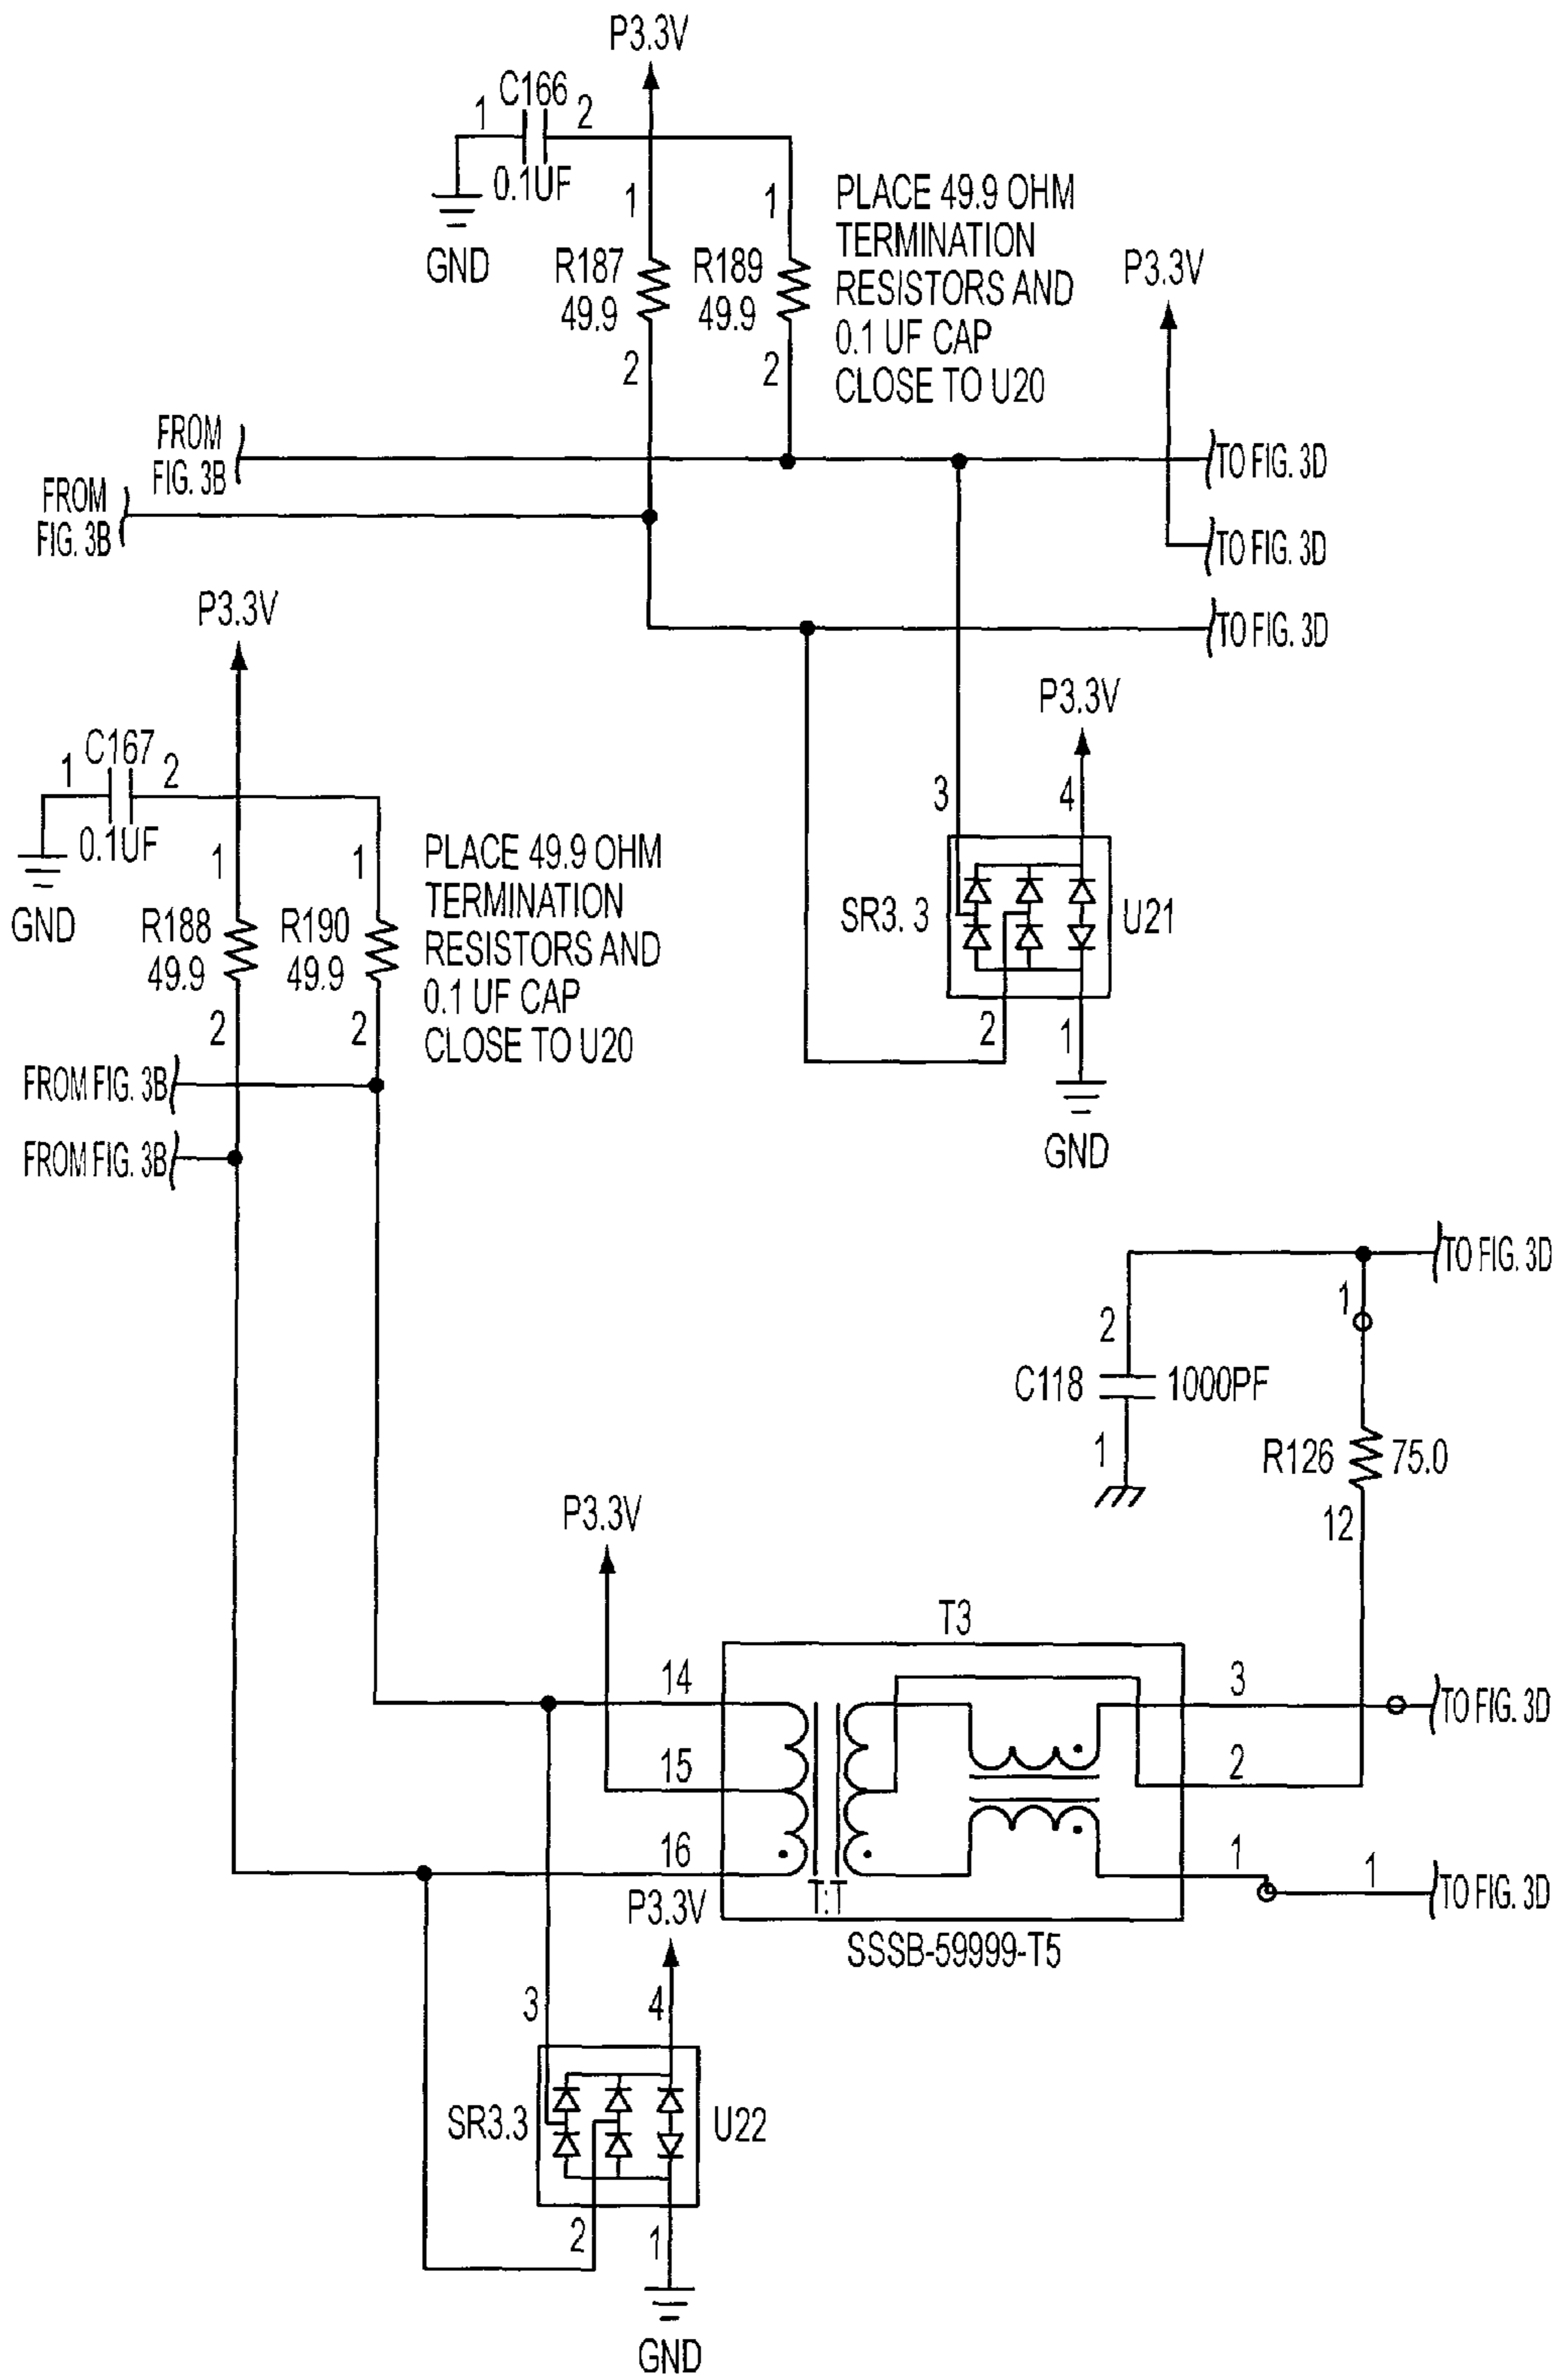 P3.3V
C166
1
2
0.1UF
GND
1
1
R187
49.9
R189
49.9
2
2
PLACE 49.9 OHM
TERMINATION
RESISTORS AND
0.1 UF CAP
CLOSE TO U20
P3.3V
FROM
FIG. 3B
TO FIG. 3D
FROM
FIG. 3B
TO FIG. 3D
TO FIG. 3D
P3.3V
P3.3V
C167
1
2
0.1UF
GND
1
1
R188
49.9
R190
49.9
2
2
PLACE 49.9 OHM
TERMINATION
RESISTORS AND
0.1 UF CAP
CLOSE TO U20
3
4
SR3. 3
U21
2
1
GND
FROM FIG. 3B
FROM FIG. 3B
TO FIG. 3D
1
2
C118
1000PF
1
R126
75.0
12
P3.3V
T3
14
15
16
3
2
1
1
TO FIG. 3D
TO FIG. 3D
T:T
SSSB-59999-T5
P3.3V
3
4
SR3.3
U22
2
1
GND